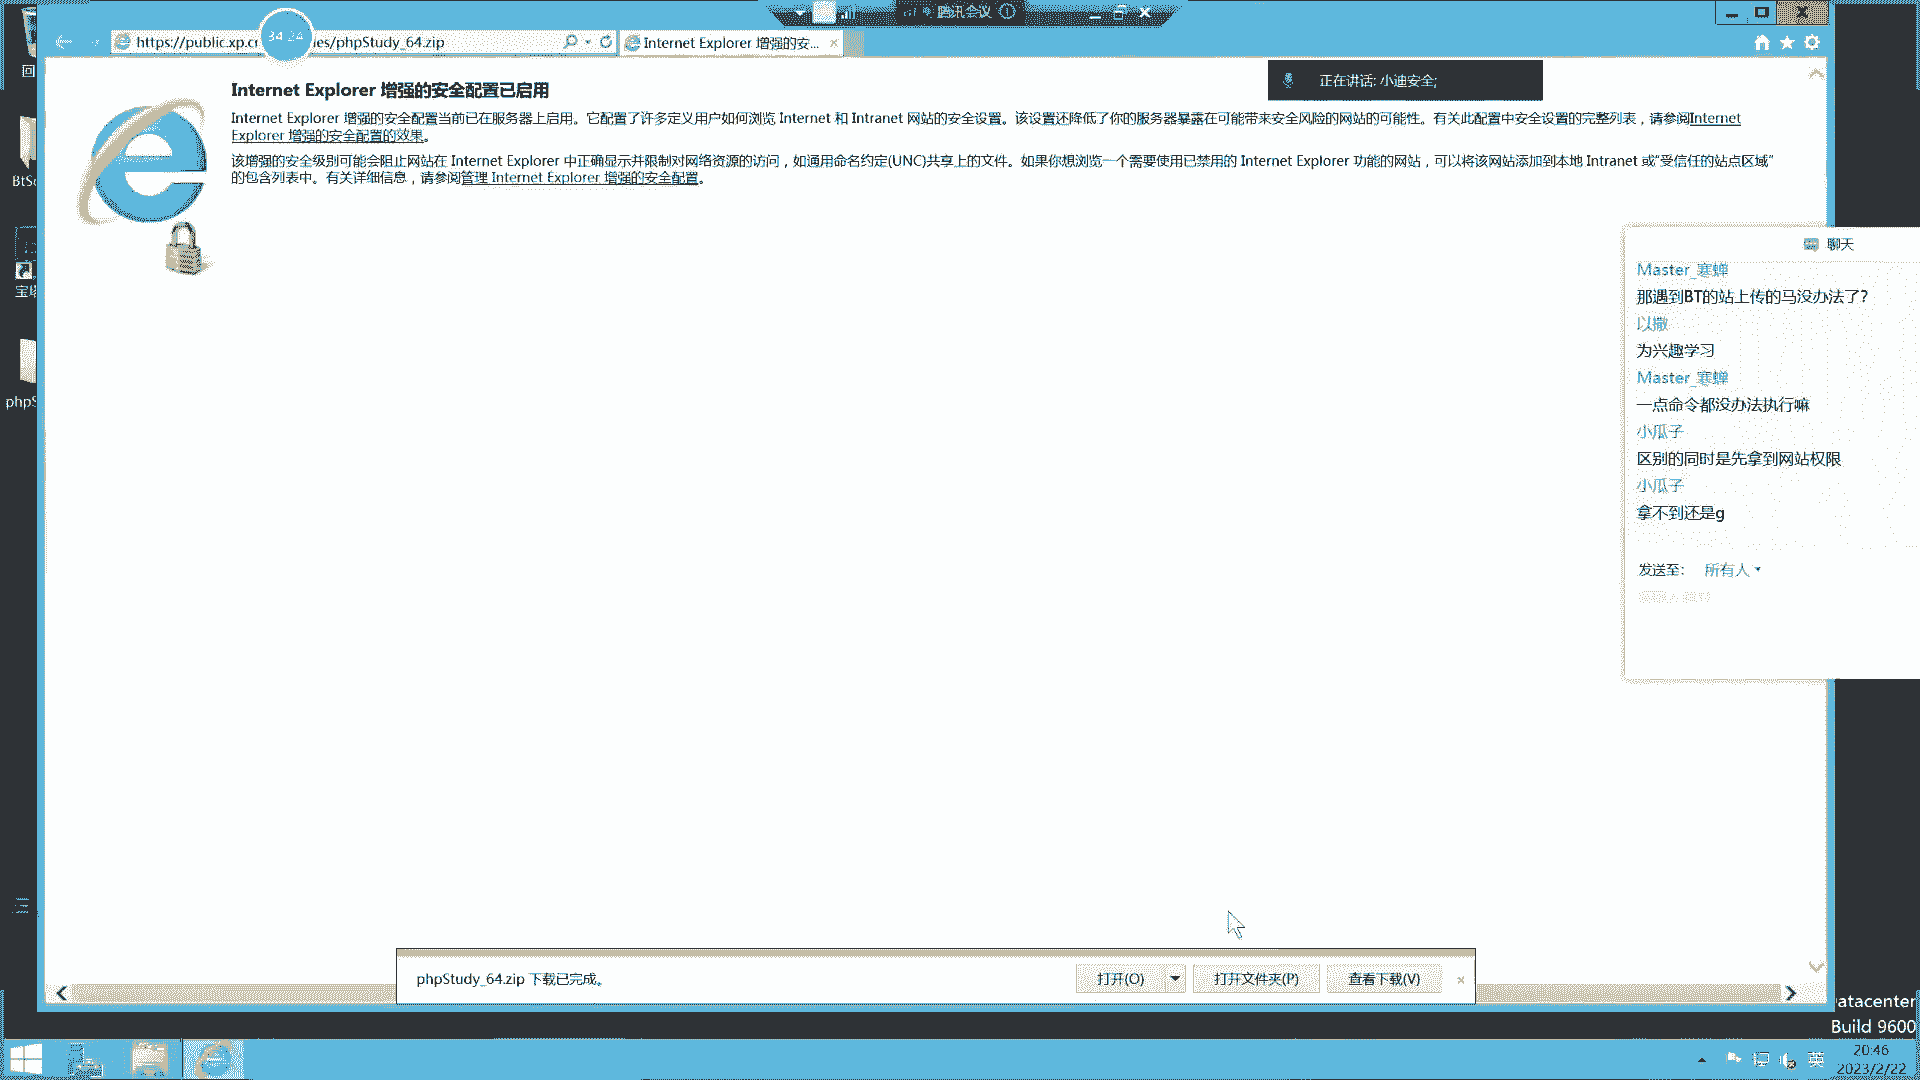 腾讯会议
34:24
https://public.xp.c
es/phpStudy_64.zip
Internet Explorer 增强的安...
正在讲话: 小迪安全;
Internet Explorer 增强的安全配置已启用
Internet Explorer 增强的安全配置当前已在服务器上启用。它配置了许多定义用户如何浏览 Internet 和 Intranet 网站的安全设置。该设置还降低了你的服务器暴露在可能带来安全风险的网站的可能性。有关此配置中安全设置的完整列表，请参阅Internet
Explorer 增强的安全配置的效果。
该增强的安全级别可能会阻止网站在 Internet Explorer 中正确显示并限制对网络资源的访问，如通用命名约定(UNC)共享上的文件。如果你想浏览一个需要使用已禁用的 Internet Explorer 功能的网站，可以将该网站添加到本地 Intranet 或“受信任的站点区域”
的包含列表中。有关详细信息，请参阅管理 Internet Explorer 增强的安全配置。
回
BtSo
宝塔
phpS
聊天
Master_寒蝉
那遇到BT的站上传的马没办法了?
以撒
为兴趣学习
Master_寒蝉
一点命令都没办法执行嘛
小瓜子
区别的同时是先拿到网站权限
小瓜子
拿不到还是g
发送至: 所有人
phpStudy_64.zip 下载已完成。
打开(O)
打开文件夹(P)
查看下载(V)
atacenter
Build 9600
英
20:46
2023/2/22